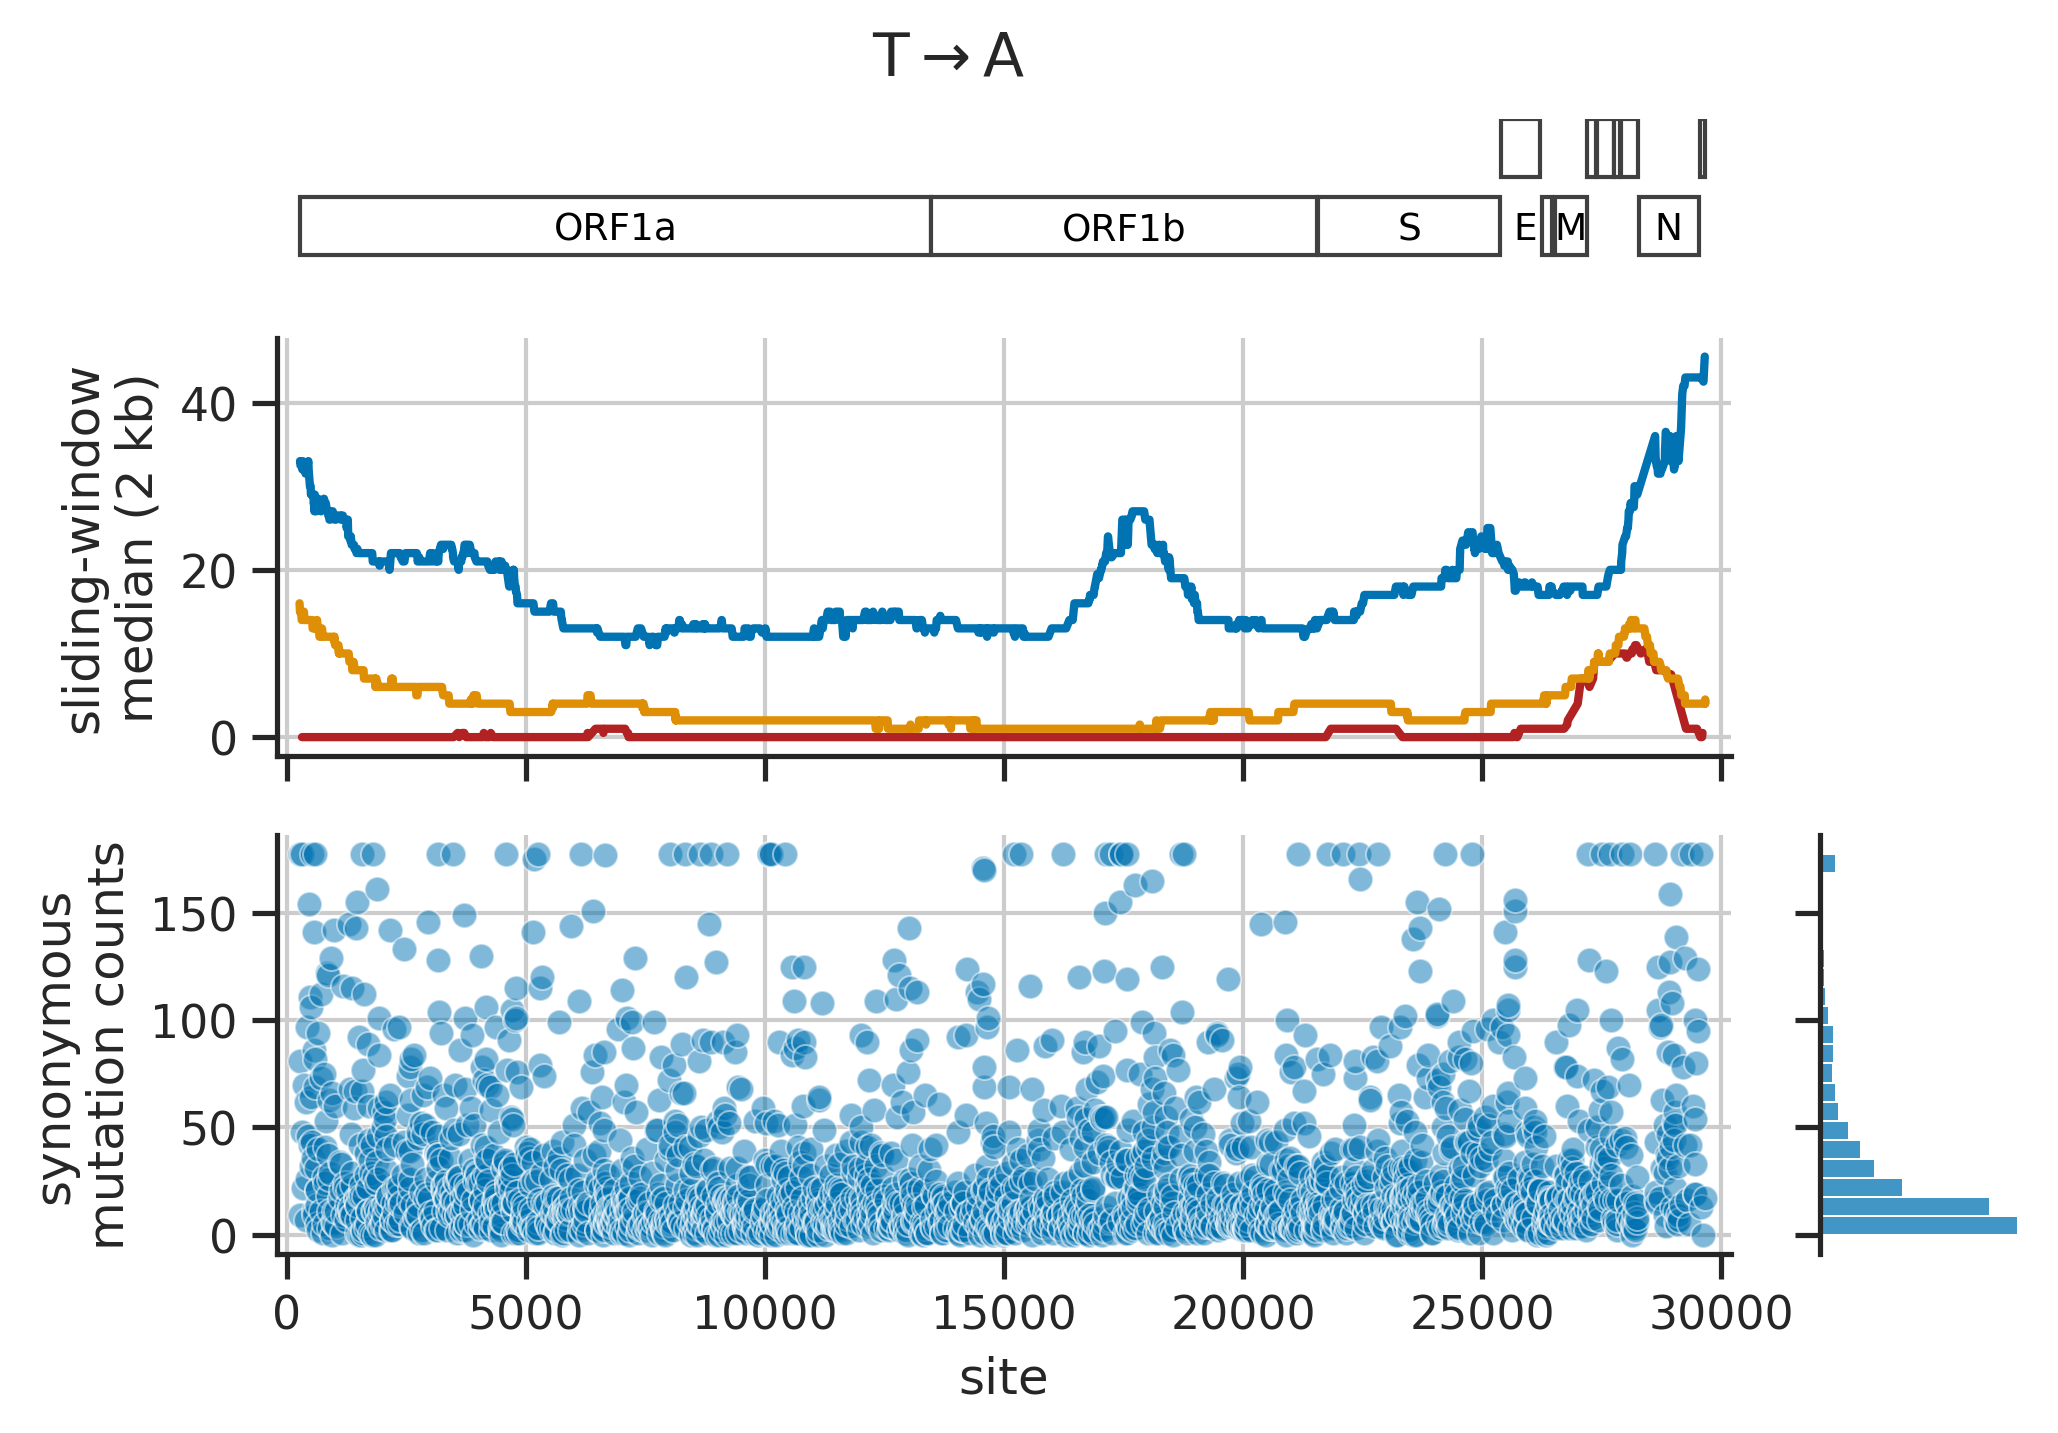 T→A
ORF1a ORF1b S E M N
sliding-window
median (2 kb)
40
20
0
synonymous
mutation counts
150
100
50
0
0 5000 10000 15000 20000 25000 30000
site